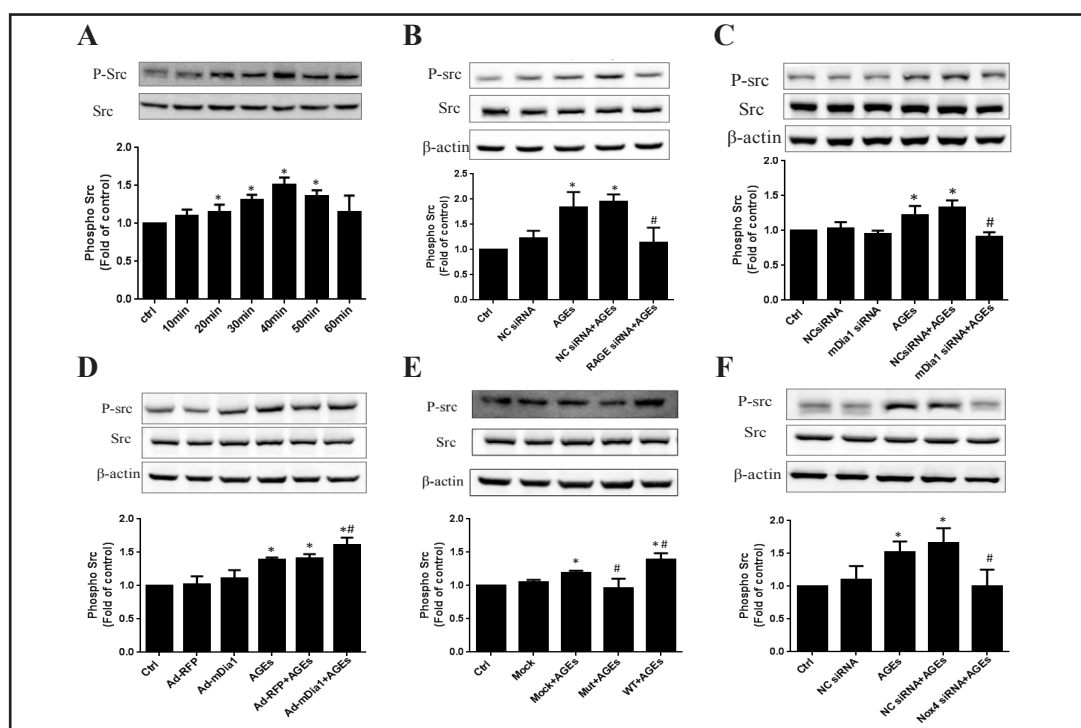 A
P-Src
Src
Phospho Src
(Fold of control)
2.0
1.5
1.0
0.5
0.0
*
*
*
*
ctrl
10min
20min
30min
40min
50min
60min
B
P-src
Src
β-actin
Phospho Src
(Fold of control)
2.5
2.0
1.5
1.0
0.5
0.0
*
*
#
Ctrl
NC siRNA
AGEs
NC siRNA+AGEs
RAGE siRNA+AGEs
C
P-src
Src
β-actin
Phospho Src
(Fold of control)
2.0
1.5
1.0
0.5
0.0
*
*
#
Ctrl
NCsiRNA
mDia1 siRNA
AGEs
NCsiRNA+AGEs
mDia1 siRNA+AGEs
D
P-src
Src
β-actin
Phospho Src
(Fold of control)
2.0
1.5
1.0
0.5
0.0
*
*
*#
Ctrl
Ad-RFP
Ad-mDia1
AGEs
Ad-RFP+AGEs
Ad-mDia1+AGEs
E
P-src
Src
β-actin
Phospho Src
(Fold of control)
2.0
1.5
1.0
0.5
0.0
*
#
* #
Ctrl
Mock
Mock+AGEs
Mut+AGEs
WT+AGEs
F
P-src
Src
β-actin
Phospho Src
(Fold of control)
2.0
1.5
1.0
0.5
0.0
*
*
#
Ctrl
NC siRNA
AGEs
NC siRNA+AGEs
Nox4 siRNA+AGEs